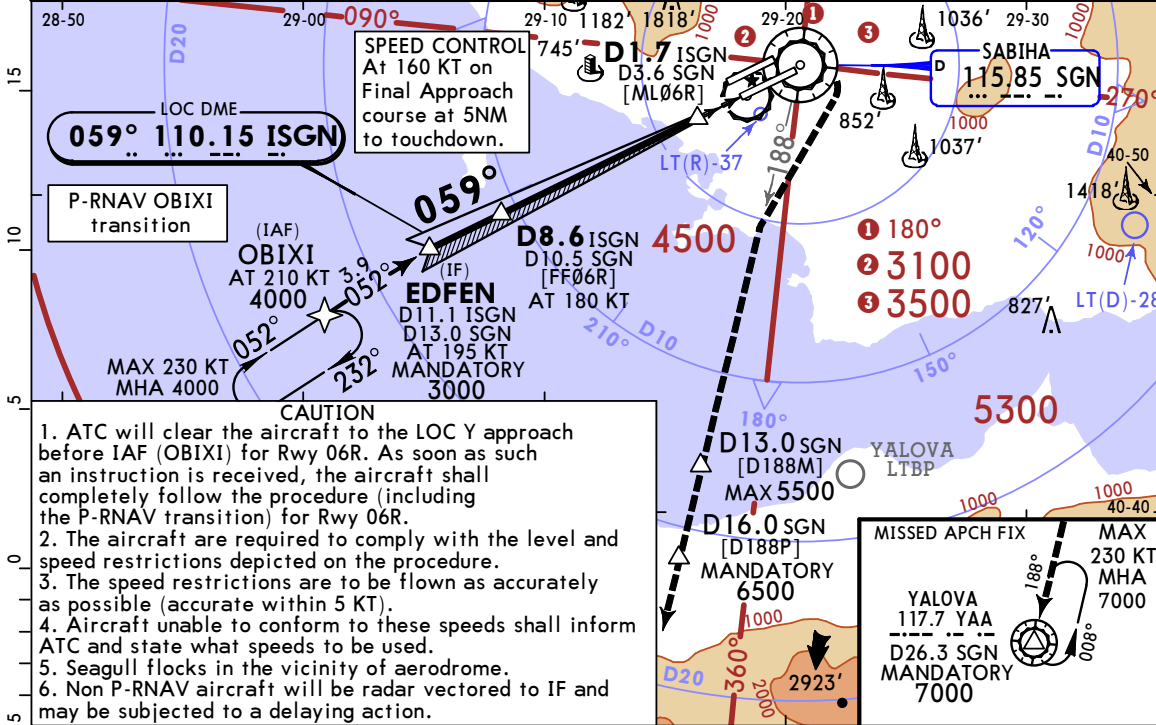 28-50
29-00
29-10
29-20
29-30
090°
1182'
1818'
1000
1
1036'
1000
D20
SPEED CONTROL
At 160 KT on
Final Approach
course at 5NM
to touchdown.
745'
2
3
D1.7 ISGN
D3.6 SGN
[MLØ6R]
SABIHA
D
115.85 SGN
270°
15
LOC DME
059° 110.15 ISGN
852'
1000
D10
1037'
188°
LT(R)-37
40-50
1418'
P-RNAV OBIXI
transition
059°
(IAF)
OBIXI
AT 210 KT
4000
3.9
052°
D8.6 ISGN
D10.5 SGN
[FFØ6R]
AT 180 KT
4500
1 180°
2 3100
3 3500
120°
1000
10
(IF)
EDFEN
D11.1 ISGN
D13.0 SGN
AT 195 KT
MANDATORY
3000
LT(D)-28
827'
210°
D10
150°
052°
232°
MAX 230 KT
MHA 4000
5
180°
5300
CAUTION
1. ATC will clear the aircraft to the LOC Y approach
before IAF (OBIXI) for Rwy 06R. As soon as such
an instruction is received, the aircraft shall
completely follow the procedure (including
the P-RNAV transition) for Rwy 06R.
2. The aircraft are required to comply with the level and
speed restrictions depicted on the procedure.
3. The speed restrictions are to be flown as accurately
as possible (accurate within 5 KT).
4. Aircraft unable to conform to these speeds shall inform
ATC and state what speeds to be used.
5. Seagull flocks in the vicinity of aerodrome.
6. Non P-RNAV aircraft will be radar vectored to IF and
may be subjected to a delaying action.
0
5
D13.0 SGN
[D188M]
MAX 5500
YALOVA
LTBP
1000
1000
40-40
D16.0 SGN
[D188P]
MANDATORY
6500
1000
D20
360°
2000
2923'
MISSED APCH FIX
MAX
230 KT
MHA
7000
188°
008°
YALOVA
117.7 YAA
D26.3 SGN
MANDATORY
7000